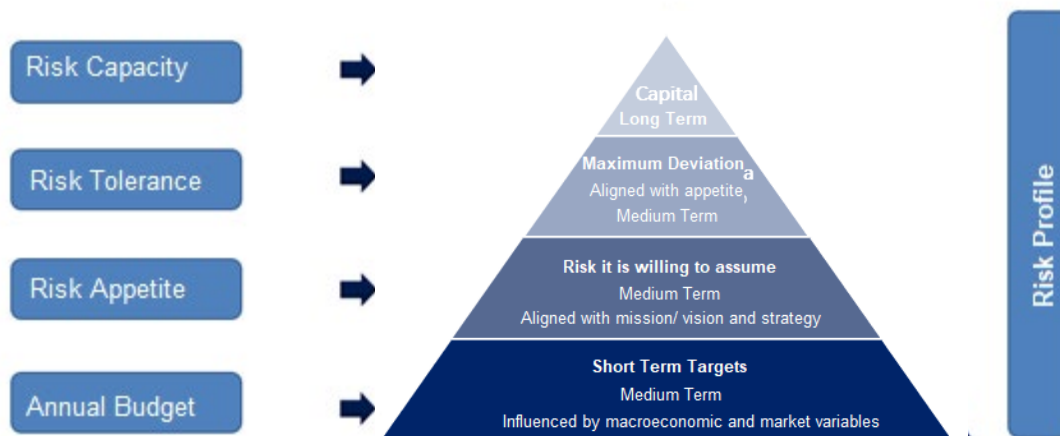 Risk Capacity
Capital
Long Term
Risk Tolerance
Maximum Deviation
a,
Aligned with appetite,
Medium Term
Risk Appetite
Risk it is willing to assume
Medium Term
Aligned with mission/ vision and strategy
Annual Budget
Short Term Targets
Medium Term
Influenced by macroeconomic and market variables
Risk Profile